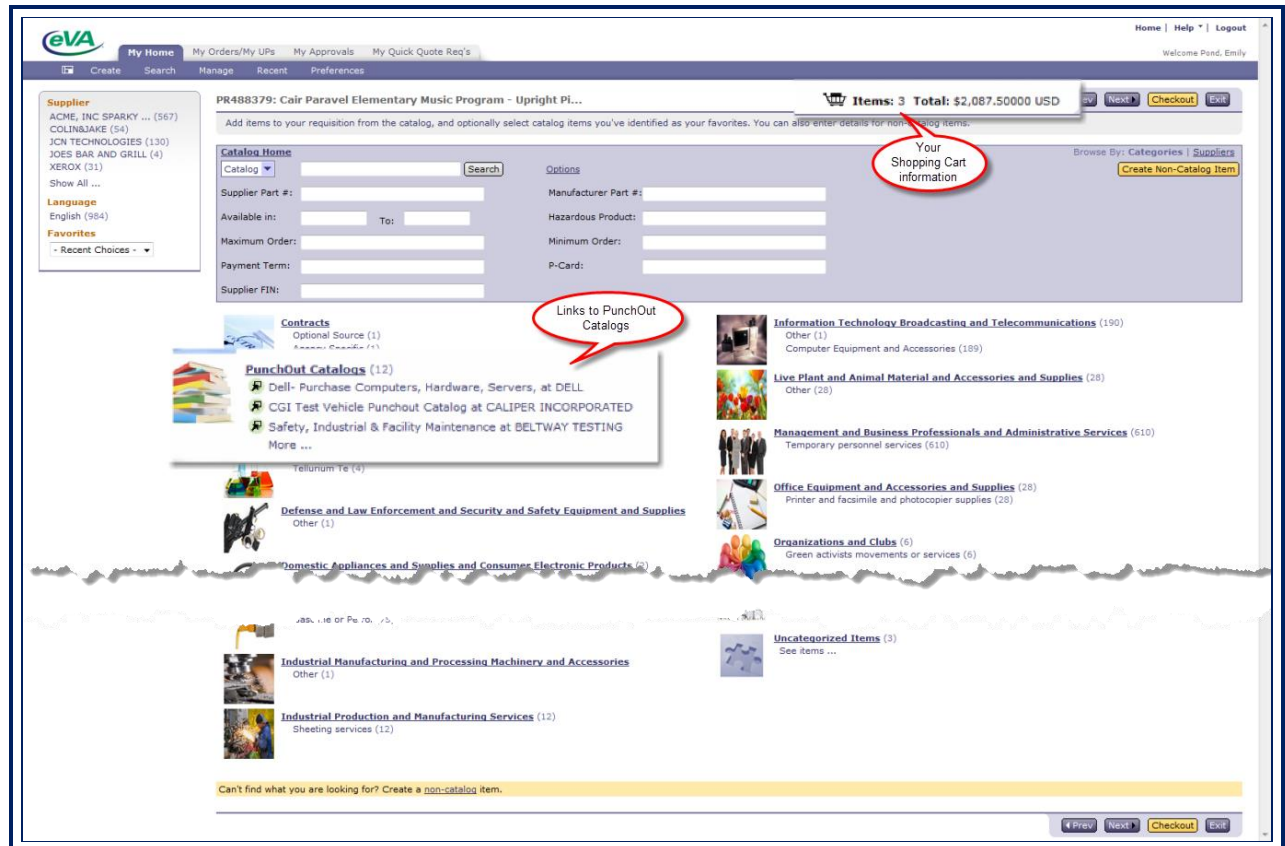 Home | Help | Logout
eVA
My Home My Orders/My UPs My Approvals My Quick Quote Req's
Welcome Pond, Emily
Create Search Manage Recent Preferences
Supplier
ACME, INC SPARKY ... (567)
COLIN&JAKE (54)
JCN TECHNOLOGIES (130)
JOES BAR AND GRILL (4)
XEROX (31)
Show All ...
Language
English (984)
Favorites
- Recent Choices -
PR488379: Cair Paravel Elementary Music Program - Upright Pi...
Items: 3 Total: $2,087.50000 USD
Next Checkout Exit
Add items to your requisition from the catalog, and optionally select catalog items you've identified as your favorites. You can also enter details for non-catalog items.
Your
Shopping Cart
information
Catalog Home
Browse By: Categories | Suppliers
Catalog Search Options
Create Non-Catalog Item
Supplier Part #: Manufacturer Part #:
Available in: To: Hazardous Product:
Maximum Order: Minimum Order:
Payment Term: P-Card:
Supplier FIN:
Links to PunchOut
Catalogs
Contracts
Optional Source (1)
PunchOut Catalogs (12)
Dell- Purchase Computers, Hardware, Servers, at DELL
CGI Test Vehicle Punchout Catalog at CALIPER INCORPORATED
Safety, Industrial & Facility Maintenance at BELTWAY TESTING
More ...
Tellurium Te (4)
Defense and Law Enforcement and Security and Safety Equipment and Supplies
Other (1)
Domestic Appliances and Supplies and Consumer Electronic Products (2)
Information Technology Broadcasting and Telecommunications (190)
Other (1)
Computer Equipment and Accessories (189)
Live Plant and Animal Material and Accessories and Supplies (28)
Other (28)
Management and Business Professionals and Administrative Services (610)
Temporary personnel services (610)
Office Equipment and Accessories and Supplies (28)
Printer and facsimile and photocopier supplies (28)
Organizations and Clubs (6)
Green activists movements or services (6)
Industrial Manufacturing and Processing Machinery and Accessories
Other (1)
Industrial Production and Manufacturing Services (12)
Sheeting services (12)
Uncategorized Items (3)
See items ...
Can't find what you are looking for? Create a non-catalog item.
Prev Next Checkout Exit